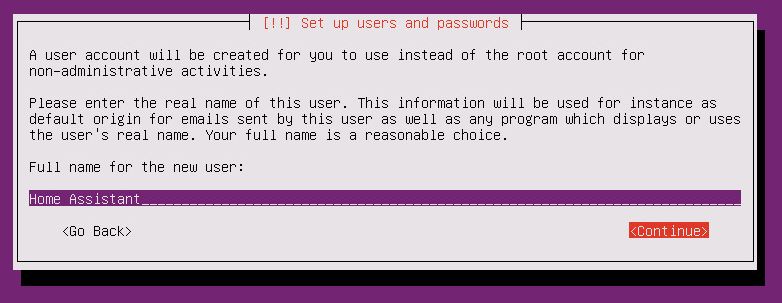 [!!] Set up users and passwords
A user account will be created for you to use instead of the root account for
non-administrative activities.
Please enter the real name of this user. This information will be used for instance as
default origin for emails sent by this user as well as any program which displays or uses
the user's real name. Your full name is a reasonable choice.
Full name for the new user:
Home Assistant
<Go Back> <Continue>